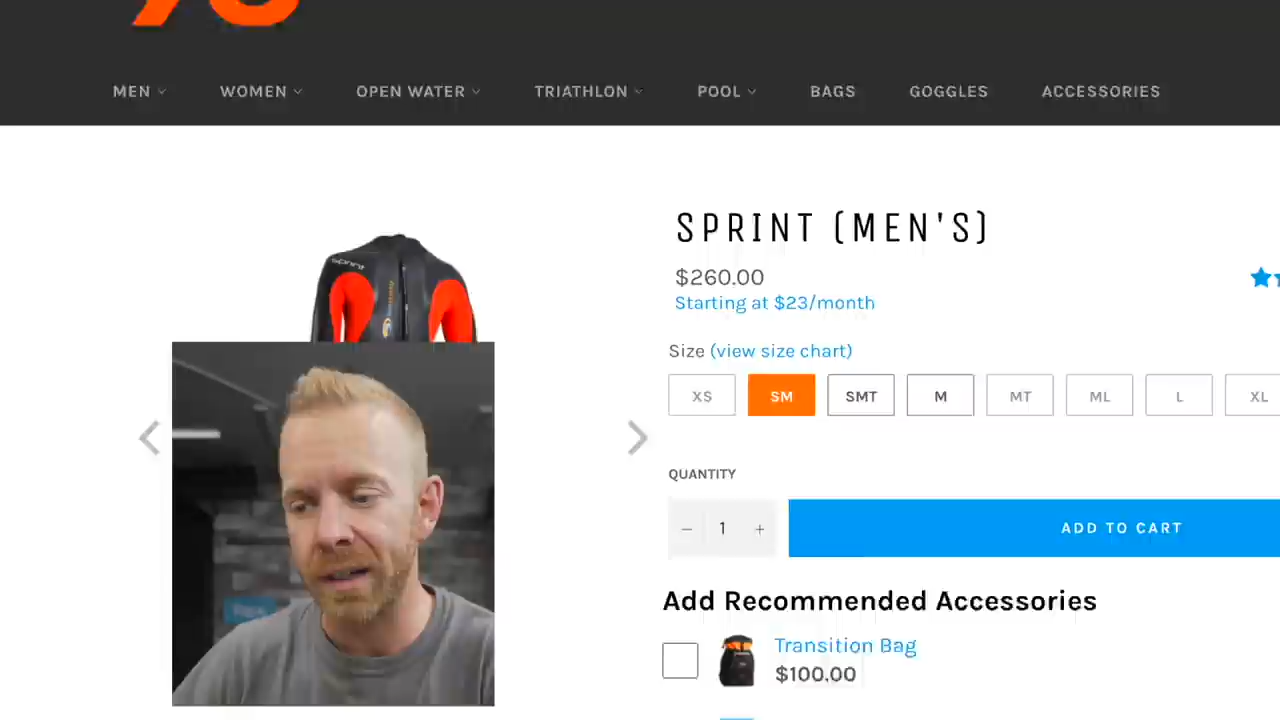 MEN WOMEN OPEN WATER TRIATHLON POOL BAGS GOGGLES ACCESSORIES
SPRINT (MEN'S)
$260.00
Starting at $23/month
sprint
Size (view size chart)
XS SM SMT M MT ML L XL
QUANTITY
− 1 +
ADD TO CART
Add Recommended Accessories
Transition Bag
$100.00